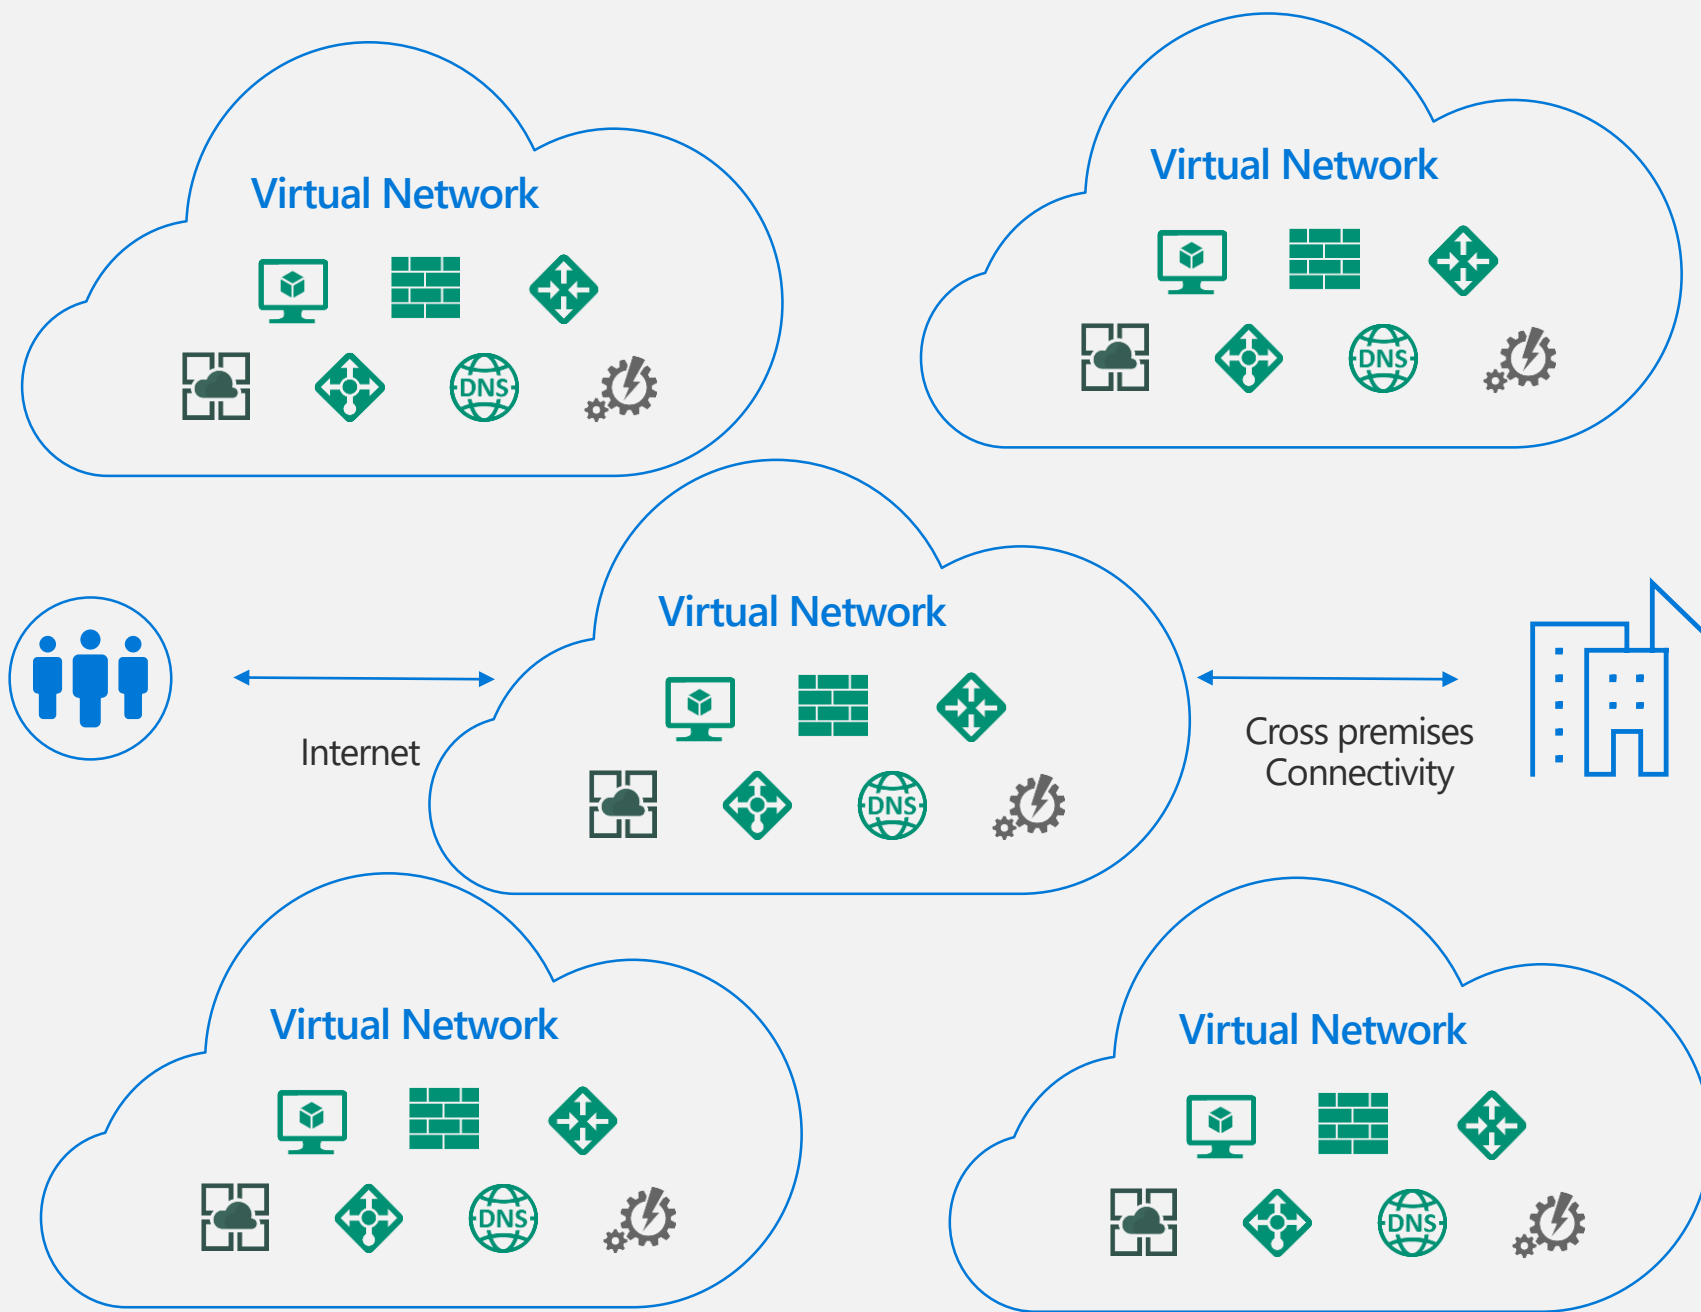 Virtual Network
DNS
Virtual Network
DNS
Virtual Network
DNS
Internet
Cross premises
Connectivity
Virtual Network
DNS
Virtual Network
DNS